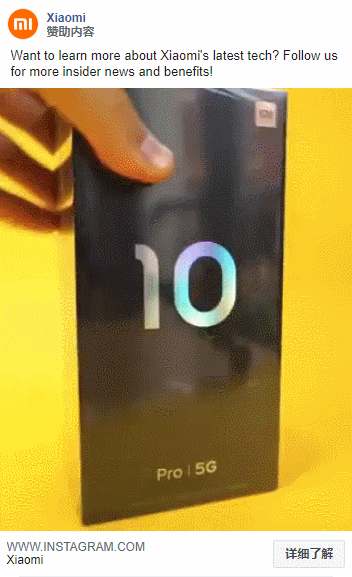 Xiaomi
赞助内容
Want to learn more about Xiaomi's latest tech? Follow us
for more insider news and benefits!
10
Pro | 5G
WWW.INSTAGRAM.COM
Xiaomi
详细了解